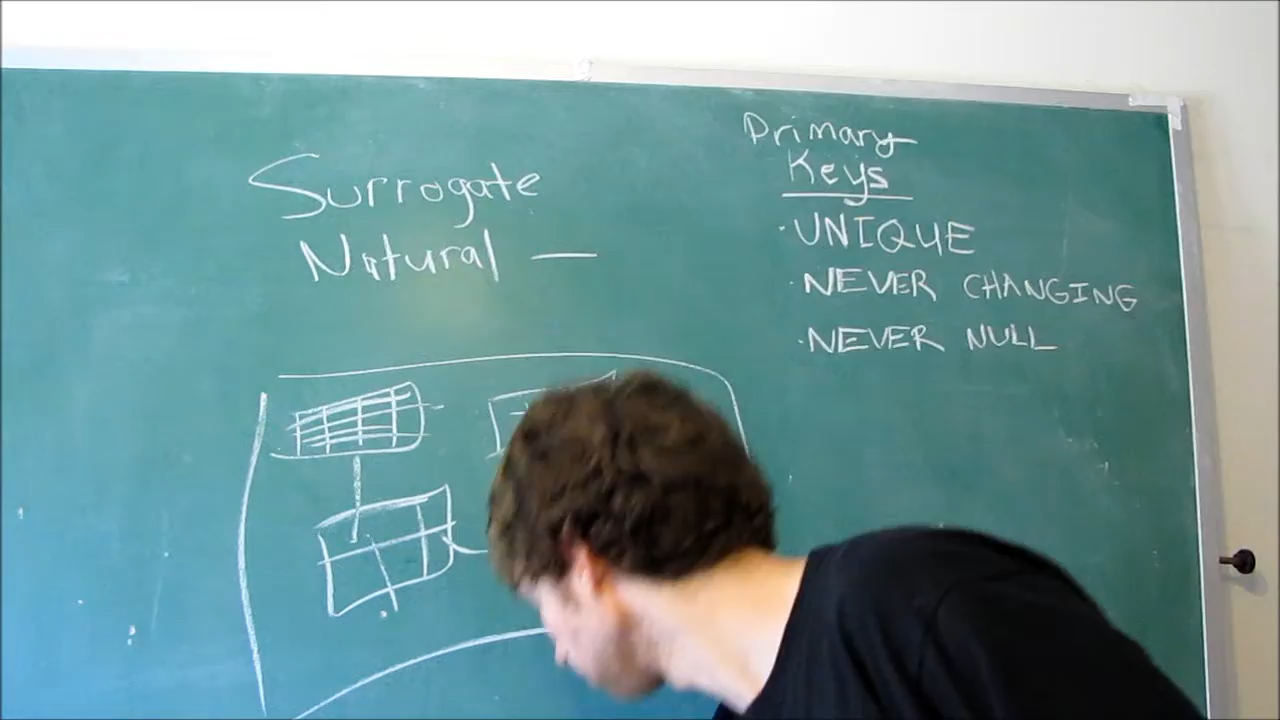 Surrogate
Natural —
Primary
Keys
· UNIQUE
· NEVER CHANGING
· NEVER NULL